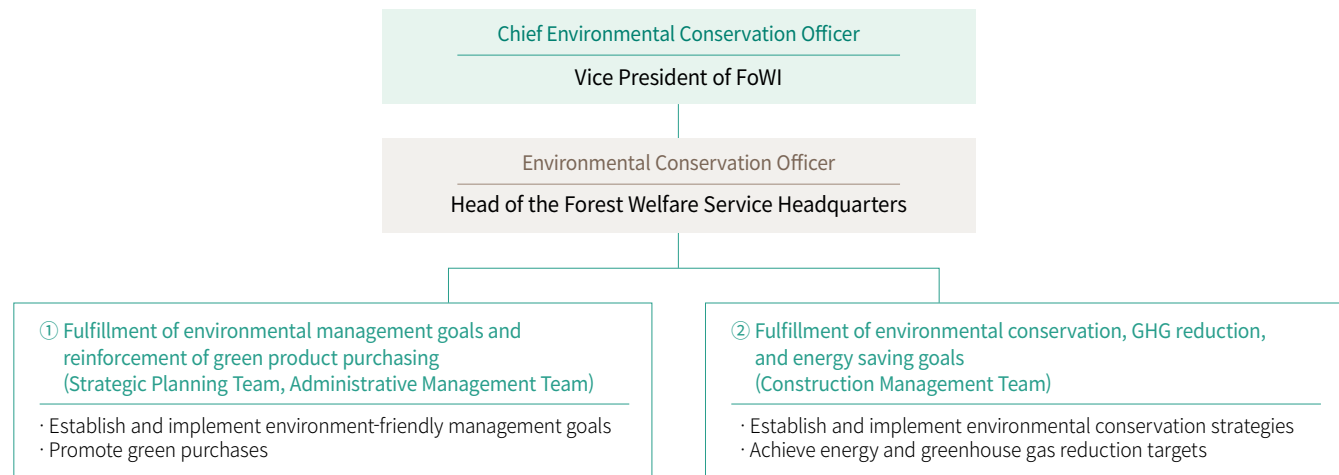 Chief Environmental Conservation Officer
Vice President of FoWI
Environmental Conservation Officer
Head of the Forest Welfare Service Headquarters
① Fulfillment of environmental management goals and
reinforcement of green product purchasing
(Strategic Planning Team, Administrative Management Team)
· Establish and implement environment-friendly management goals
· Promote green purchases
② Fulfillment of environmental conservation, GHG reduction,
and energy saving goals
(Construction Management Team)
· Establish and implement environmental conservation strategies
· Achieve energy and greenhouse gas reduction targets